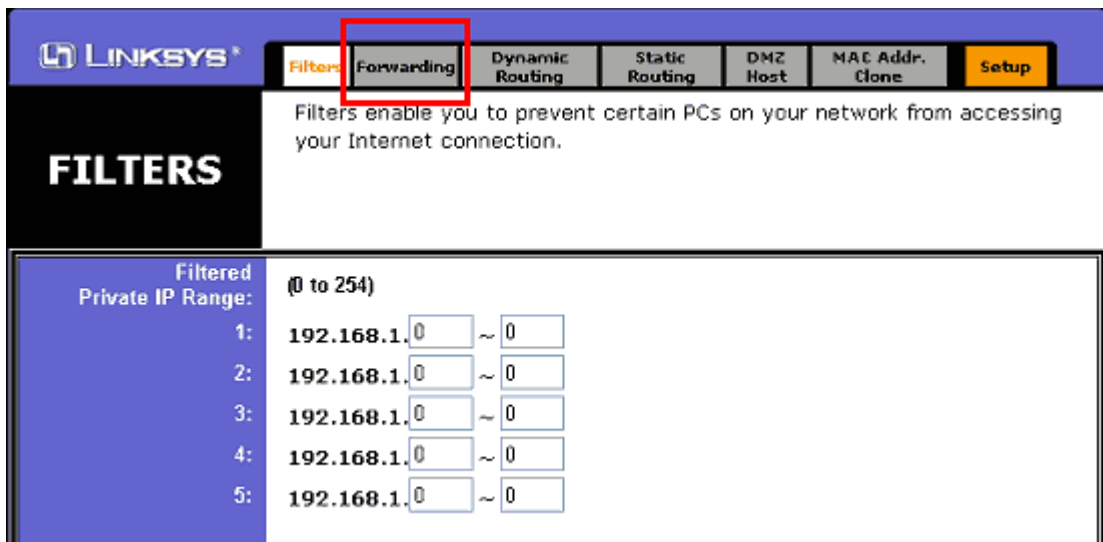 LINKSYS®
Filters Forwarding Dynamic Routing Static Routing DMZ Host MAC Addr. Clone Setup
FILTERS
Filters enable you to prevent certain PCs on your network from accessing
your Internet connection.
Filtered
Private IP Range: (0 to 254)
1: 192.168.1. 0 ~ 0
2: 192.168.1. 0 ~ 0
3: 192.168.1. 0 ~ 0
4: 192.168.1. 0 ~ 0
5: 192.168.1. 0 ~ 0